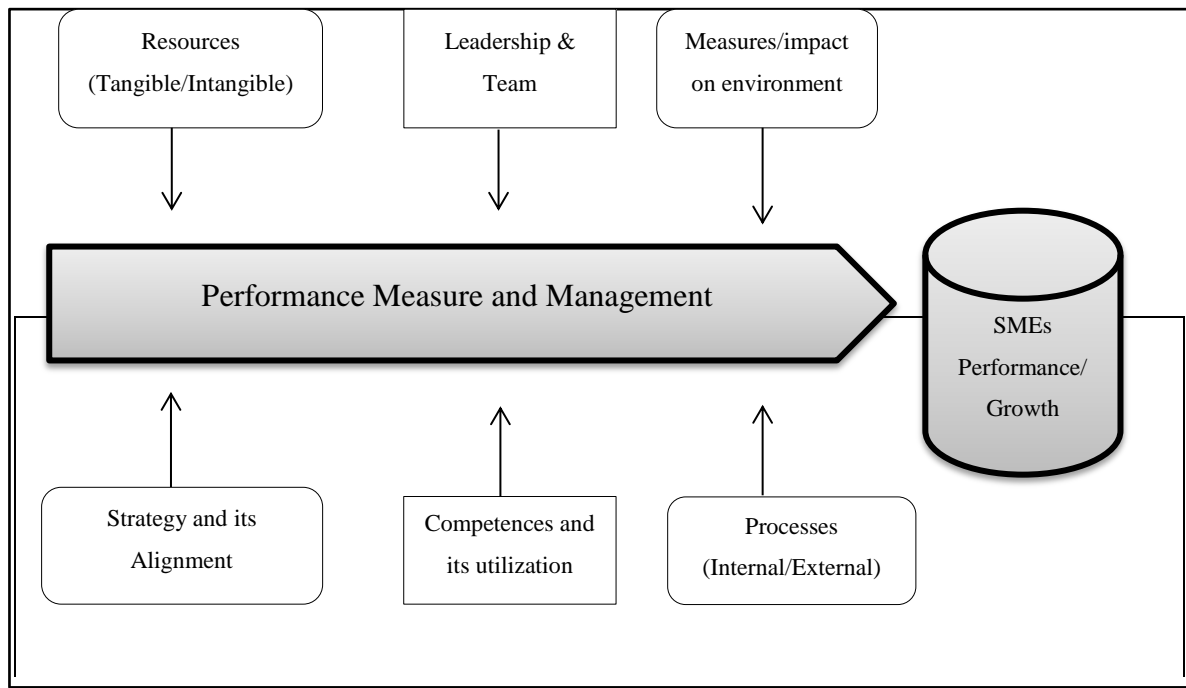 Resources
(Tangible/Intangible)
Leadership &
Team
Measures/impact
on environment
Performance Measure and Management
SMEs
Performance/
Growth
Strategy and its
Alignment
Competences and
its utilization
Processes
(Internal/External)